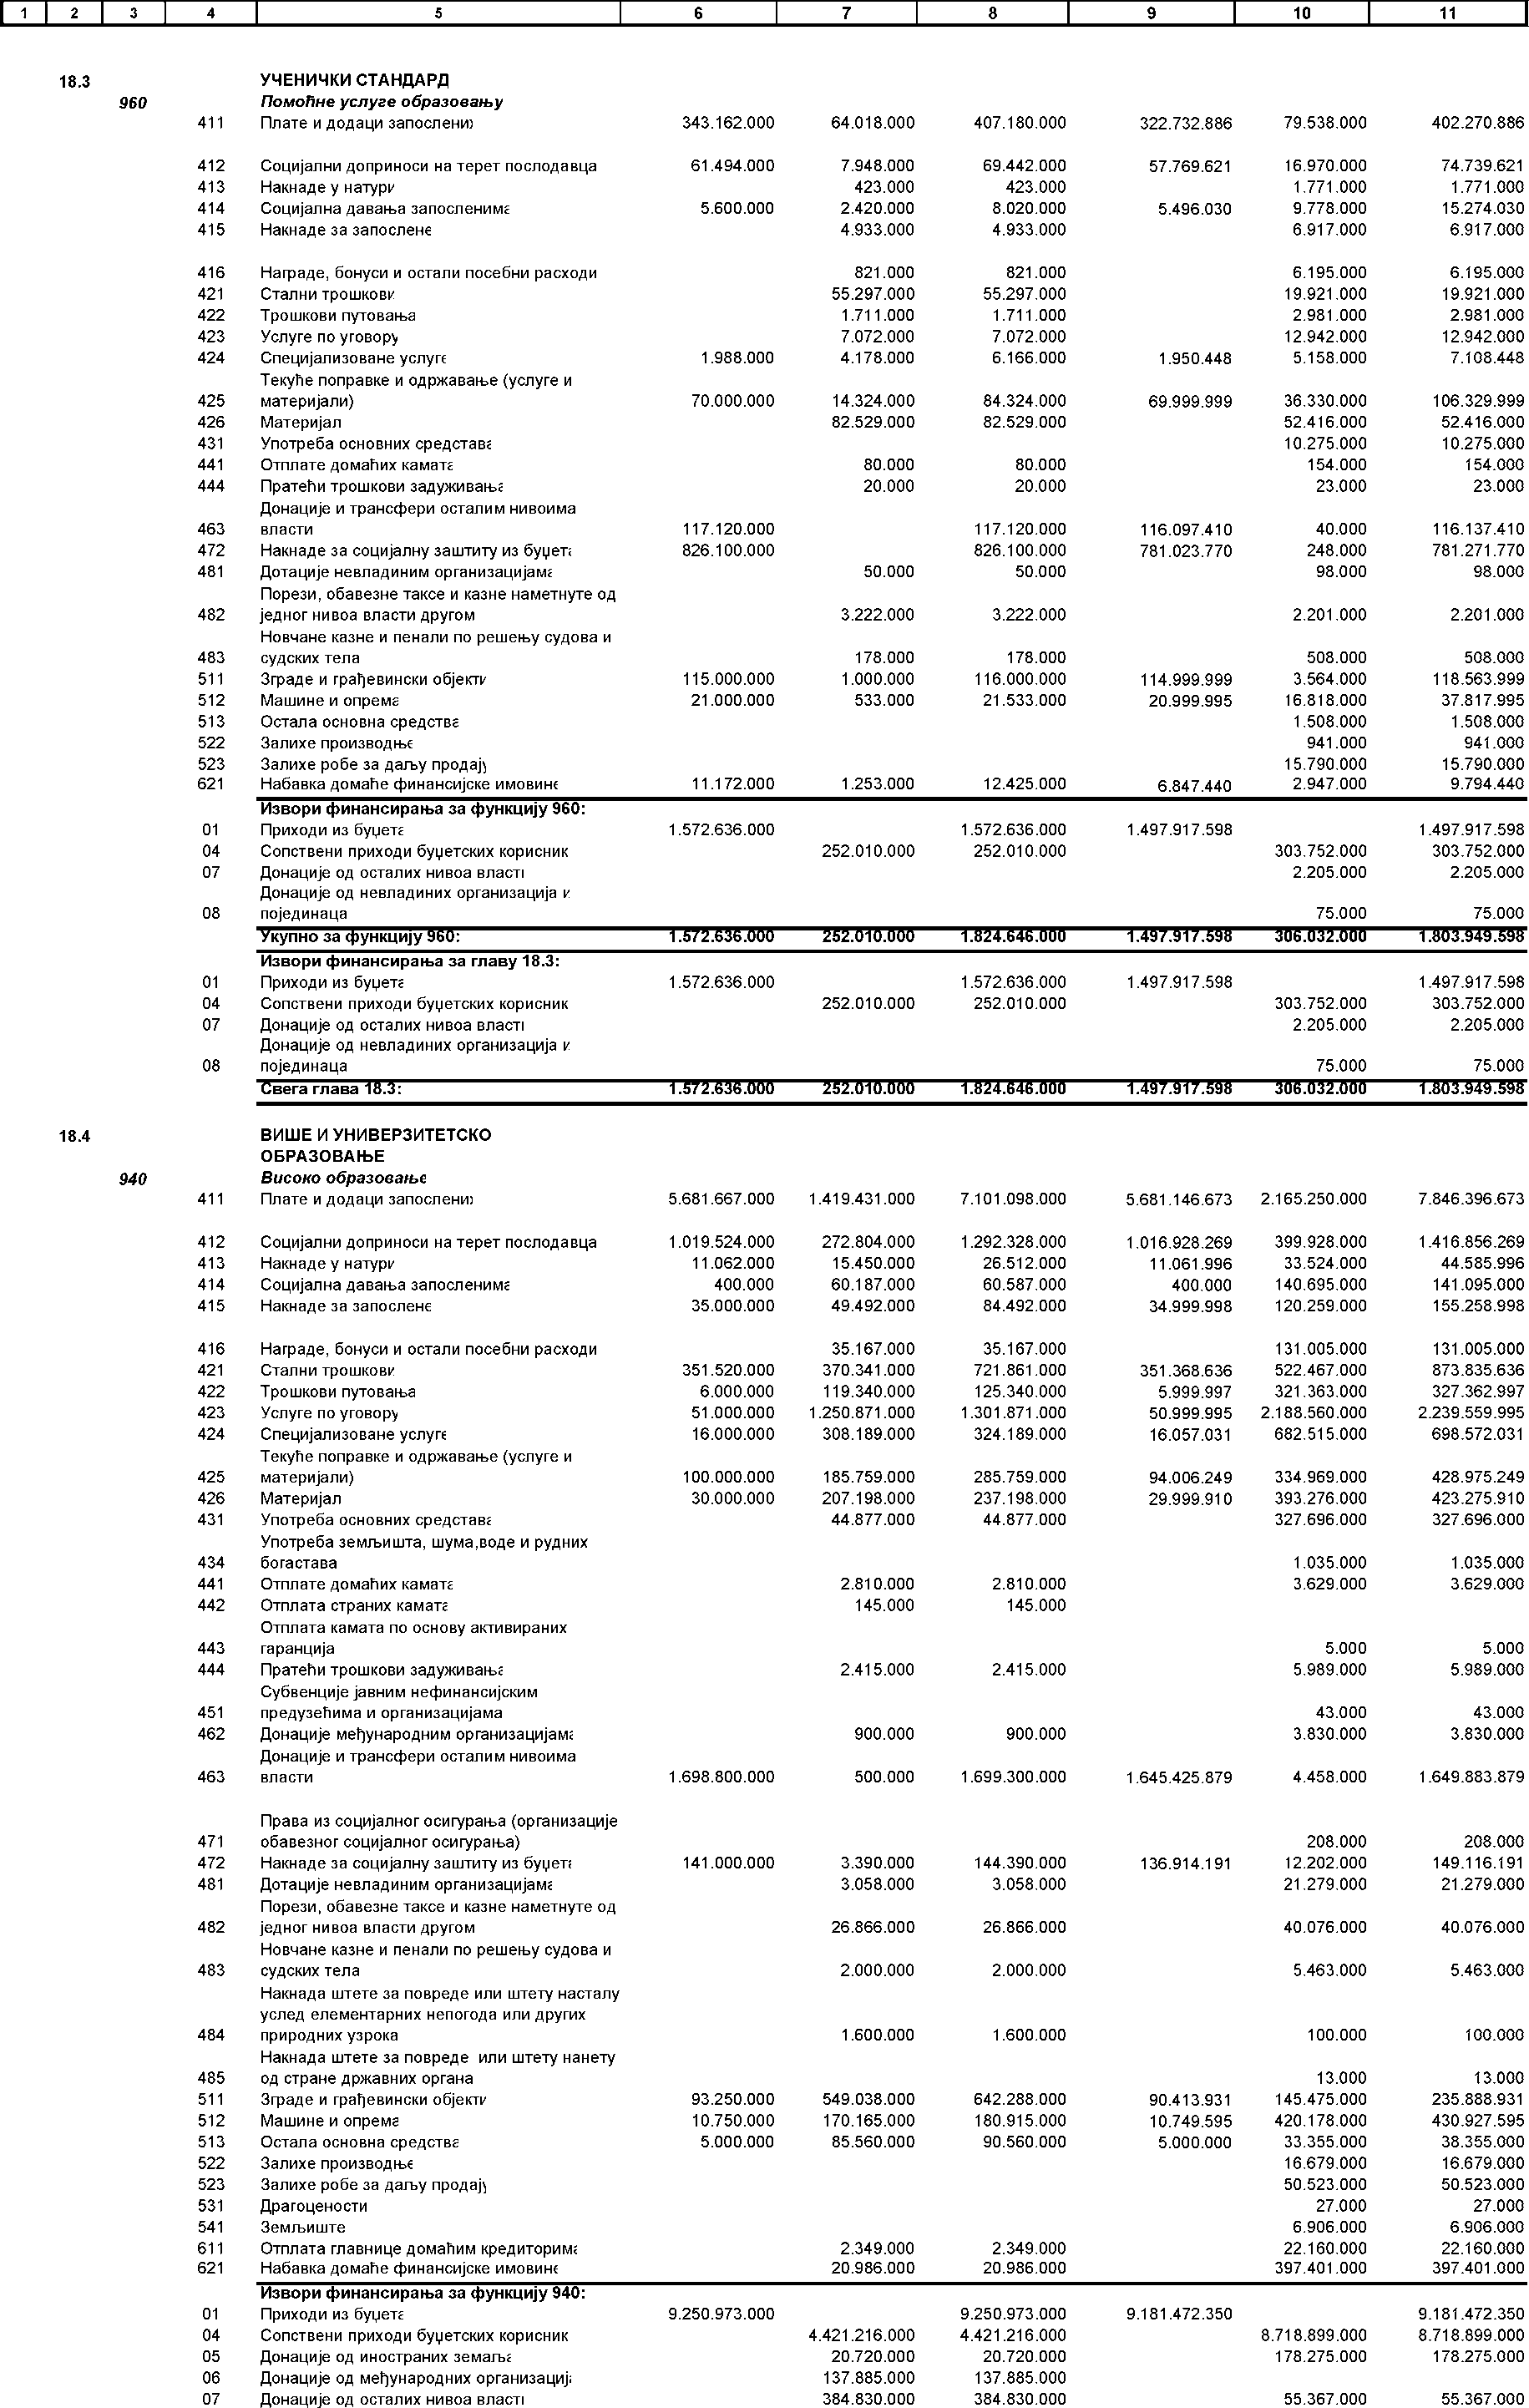 1 2 3 4 5 6 7 8 9 10 11
18.3 УЧЕНИЧКИ СТАНДАРД
960 Помоћне услуге образовању
411 Плате и додаци запослени 343.162.000 64.018.000 407.180.000 322.732.886 79.538.000 402.270.886
412 Социјални доприноси на терет послодавца 61.494.000 7.948.000 69.442.000 57.769.621 16.970.000 74.739.621
413 Накнаде у натури 423.000 423.000 1.771.000 1.771.000
414 Социјална давања запосленима 5.600.000 2.420.000 8.020.000 5.496.030 9.778.000 15.274.030
415 Накнаде за запослене 4.933.000 4.933.000 6.917.000 6.917.000
416 Награде, бонуси и остали посебни расходи 821.000 821.000 6.195.000 6.195.000
421 Стални трошкови 55.297.000 55.297.000 19.921.000 19.921.000
422 Трошкови путовања 1.711.000 1.711.000 2.981.000 2.981.000
423 Услуге по уговору 7.072.000 7.072.000 12.942.000 12.942.000
424 Специјализоване услуге 1.988.000 4.178.000 6.166.000 1.950.448 5.158.000 7.108.448
Текуће поправке и одржавање (услуге и
425 материјали) 70.000.000 14.324.000 84.324.000 69.999.999 36.330.000 106.329.999
426 Материјал 82.529.000 82.529.000 52.416.000 52.416.000
431 Употреба основних средстава 10.275.000 10.275.000
441 Отплате домаћих камата 80.000 80.000 154.000 154.000
444 Пратећи трошкови задуживања 20.000 20.000 23.000 23.000
Донације и трансфери осталим нивоима
463 власти 117.120.000 117.120.000 116.097.410 40.000 116.137.410
472 Накнаде за социјалну заштиту из буџета 826.100.000 826.100.000 781.023.770 248.000 781.271.770
481 Дотације невладиним организацијама 50.000 50.000 98.000 98.000
Порези, обавезне таксе и казне наметнуте од
482 једног нивоа власти другом 3.222.000 3.222.000 2.201.000 2.201.000
Новчане казне и пенали по решењу судова и
483 судских тела 178.000 178.000 508.000 508.000
511 Зграде и грађевински објекти 115.000.000 1.000.000 116.000.000 114.999.999 3.564.000 118.563.999
512 Машине и опрема 21.000.000 533.000 21.533.000 20.999.995 16.818.000 37.817.995
513 Остала основна средства 1.508.000 1.508.000
522 Залихе производње 941.000 941.000
523 Залихе робе за даљу продају 15.790.000 15.790.000
621 Набавка домаће финансијске имовине 11.172.000 1.253.000 12.425.000 6.847.440 2.947.000 9.794.440
Извори финансирања за функцију 960:
01 Приходи из буџета 1.572.636.000 1.572.636.000 1.497.917.598 1.497.917.598
04 Сопствени приходи буџетских корисник 252.010.000 252.010.000 303.752.000 303.752.000
07 Донације од осталих нивоа власти 2.205.000 2.205.000
Донације од невладиних организација и
08 појединаца 75.000 75.000
Укупно за функцију 960: 1.572.636.000 252.010.000 1.824.646.000 1.497.917.598 306.032.000 1.803.949.598
Извори финансирања за главу 18.3:
01 Приходи из буџета 1.572.636.000 1.572.636.000 1.497.917.598 1.497.917.598
04 Сопствени приходи буџетских корисник 252.010.000 252.010.000 303.752.000 303.752.000
07 Донације од осталих нивоа власти 2.205.000 2.205.000
Донације од невладиних организација и
08 појединаца 75.000 75.000
Свега глава 18.3: 1.572.636.000 252.010.000 1.824.646.000 1.497.917.598 306.032.000 1.803.949.598
18.4 ВИШЕ И УНИВЕРЗИТЕТСКО
ОБРАЗОВАЊЕ
940 Високо образовање
411 Плате и додаци запослени 5.681.667.000 1.419.431.000 7.101.098.000 5.681.146.673 2.165.250.000 7.846.396.673
412 Социјални доприноси на терет послодавца 1.019.524.000 272.804.000 1.292.328.000 1.016.928.269 399.928.000 1.416.856.269
413 Накнаде у натури 11.062.000 15.450.000 26.512.000 11.061.996 33.524.000 44.585.996
414 Социјална давања запосленима 400.000 60.187.000 60.587.000 400.000 140.695.000 141.095.000
415 Накнаде за запослене 35.000.000 49.492.000 84.492.000 34.999.998 120.259.000 155.258.998
416 Награде, бонуси и остали посебни расходи 35.167.000 35.167.000 131.005.000 131.005.000
421 Стални трошкови 351.520.000 370.341.000 721.861.000 351.368.636 522.467.000 873.835.636
422 Трошкови путовања 6.000.000 119.340.000 125.340.000 5.999.997 321.363.000 327.362.997
423 Услуге по уговору 51.000.000 1.250.871.000 1.301.871.000 50.999.995 2.188.560.000 2.239.559.995
424 Специјализоване услуге 16.000.000 308.189.000 324.189.000 16.057.031 682.515.000 698.572.031
Текуће поправке и одржавање (услуге и
425 материјали) 100.000.000 185.759.000 285.759.000 94.006.249 334.969.000 428.975.249
426 Материјал 30.000.000 207.198.000 237.198.000 29.999.910 393.276.000 423.275.910
431 Употреба основних средстава 44.877.000 44.877.000 327.696.000 327.696.000
Употреба земљишта, шума,воде и рудних
434 богастава 1.035.000 1.035.000
441 Отплате домаћих камата 2.810.000 2.810.000 3.629.000 3.629.000
442 Отплата страних камата 145.000 145.000
Отплата камата по основу активираних
443 гаранција 5.000 5.000
444 Пратећи трошкови задуживања 2.415.000 2.415.000 5.989.000 5.989.000
Субвенције јавним нефинансијским
451 предузећима и организацијама 43.000 43.000
462 Донације међународним организацијама 900.000 900.000 3.830.000 3.830.000
Донације и трансфери осталим нивоима
463 власти 1.698.800.000 500.000 1.699.300.000 1.645.425.879 4.458.000 1.649.883.879
Права из социјалног осигурања (организације
471 обавезног социјалног осигурања) 208.000 208.000
472 Накнаде за социјалну заштиту из буџета 141.000.000 3.390.000 144.390.000 136.914.191 12.202.000 149.116.191
481 Дотације невладиним организацијама 3.058.000 3.058.000 21.279.000 21.279.000
Порези, обавезне таксе и казне наметнуте од
482 једног нивоа власти другом 26.866.000 26.866.000 40.076.000 40.076.000
Новчане казне и пенали по решењу судова и
483 судских тела 2.000.000 2.000.000 5.463.000 5.463.000
Накнада штете за повреде или штету насталу
услед елементарних непогода или других
484 природних узрока 1.600.000 1.600.000 100.000 100.000
Накнада штете за повреде или штету нанету
485 од стране државних органа 13.000 13.000
511 Зграде и грађевински објекти 93.250.000 549.038.000 642.288.000 90.413.931 145.475.000 235.888.931
512 Машине и опрема 10.750.000 170.165.000 180.915.000 10.749.595 420.178.000 430.927.595
513 Остала основна средства 5.000.000 85.560.000 90.560.000 5.000.000 33.355.000 38.355.000
522 Залихе производње 16.679.000 16.679.000
523 Залихе робе за даљу продају 50.523.000 50.523.000
531 Драгоцености 27.000 27.000
541 Земљиште 6.906.000 6.906.000
611 Отплата главнице домаћим кредиторима 2.349.000 2.349.000 22.160.000 22.160.000
621 Набавка домаће финансијске имовине 20.986.000 20.986.000 397.401.000 397.401.000
Извори финансирања за функцију 940:
01 Приходи из буџета 9.250.973.000 9.250.973.000 9.181.472.350 9.181.472.350
04 Сопствени приходи буџетских корисник 4.421.216.000 4.421.216.000 8.718.899.000 8.718.899.000
05 Донације од иностраних земаља 20.720.000 20.720.000 178.275.000 178.275.000
06 Донације од међународних организациј 137.885.000 137.885.000
07 Донације од осталих нивоа власти 384.830.000 384.830.000 55.367.000 55.367.000